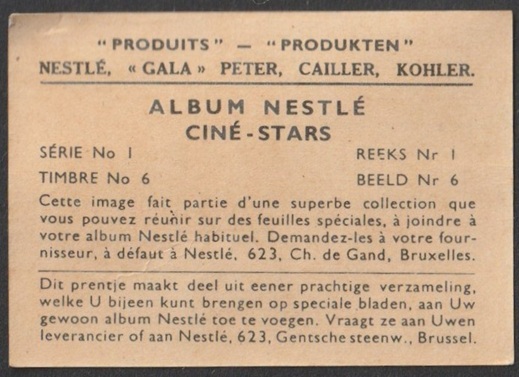 "PRODUITS" — "PRODUKTEN"
NESTLÉ, « GALA » PETER, CAILLER, KOHLER.
ALBUM NESTLÉ
CINÉ-STARS
SÉRIE No 1 REEKS Nr 1
TIMBRE No 6 BEELD Nr 6
Cette image fait partie d'une superbe collection que
vous pouvez réunir sur des feuilles spéciales, à joindre à
votre album Nestlé habituel. Demandez-les à votre four-
nisseur, à défaut à Nestlé, 623, Ch. de Gand, Bruxelles.
Dit prentje maakt deel uit eener prachtige verzameling,
welke U bijeen kunt brengen op speciale bladen, aan Uw
gewoon album Nestlé toe te voegen. Vraagt ze aan Uwen
leverancier of aan Nestlé, 623, Gentsche steenw., Brussel.